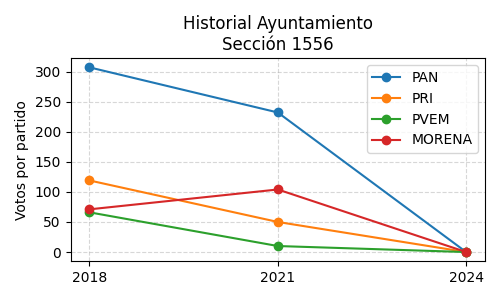 Historial Ayuntamiento
Sección 1556
Votos por partido
300
250
200
150
100
50
0
2018
2021
2024
PAN
PRI
PVEM
MORENA